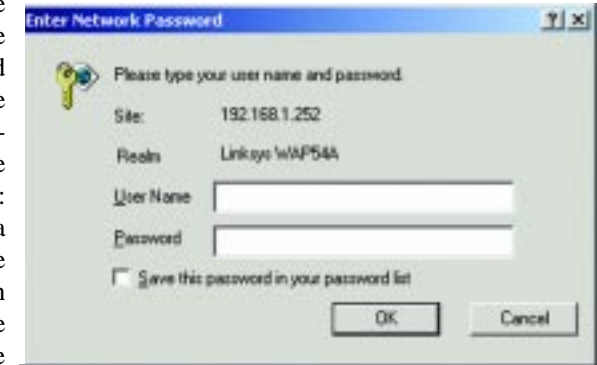 Enter Network Password
? ×
Please type your user name and password.
Site: 192.168.1.252
Realm Linksys WAP54A
User Name
Password
Save this password in your password list
OK Cancel
e
e
d
e
-
e
:
a
e
n
e
e